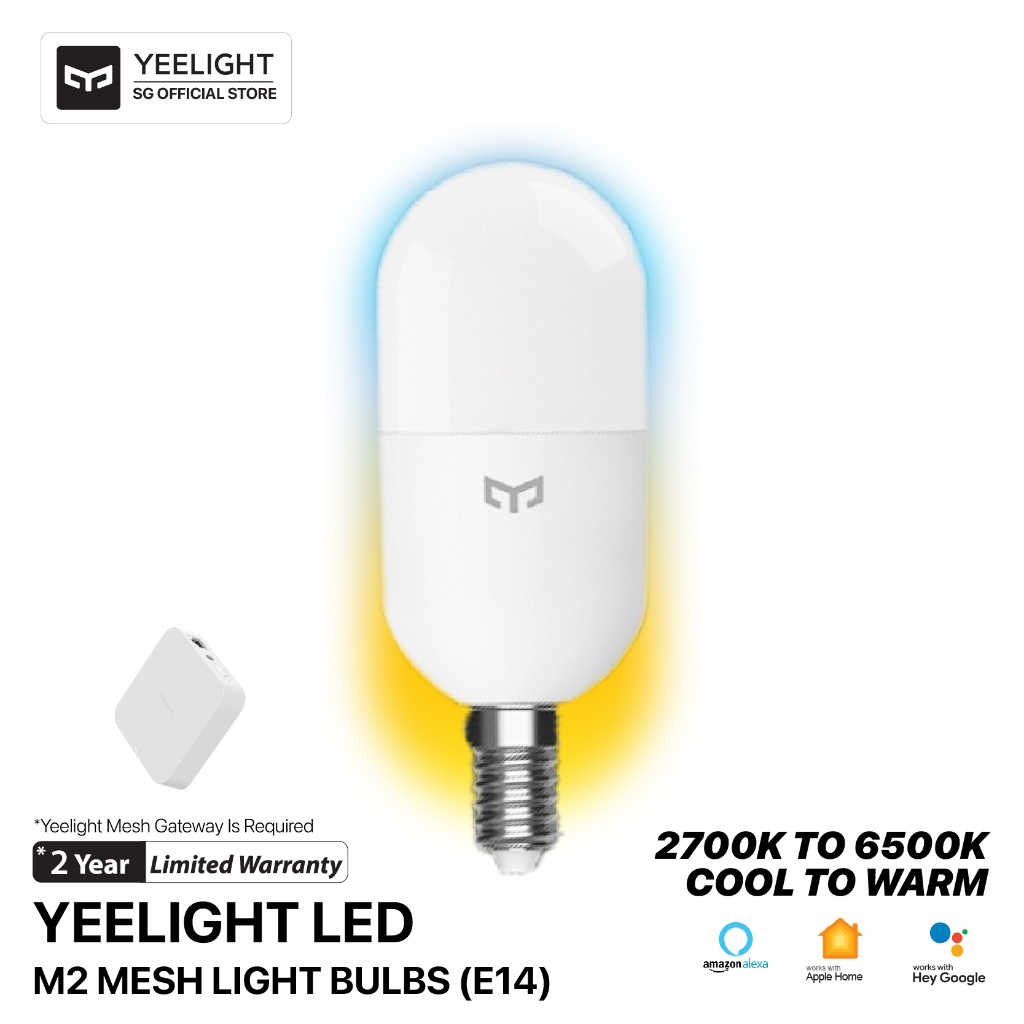 YEELIGHT
SG OFFICIAL STORE
*Yeelight Mesh Gateway Is Required
* 2 Year Limited Warranty
YEELIGHT LED
M2 MESH LIGHT BULBS (E14)
2700K TO 6500K
COOL TO WARM
amazon alexa
works with
Apple Home
works with
Hey Google